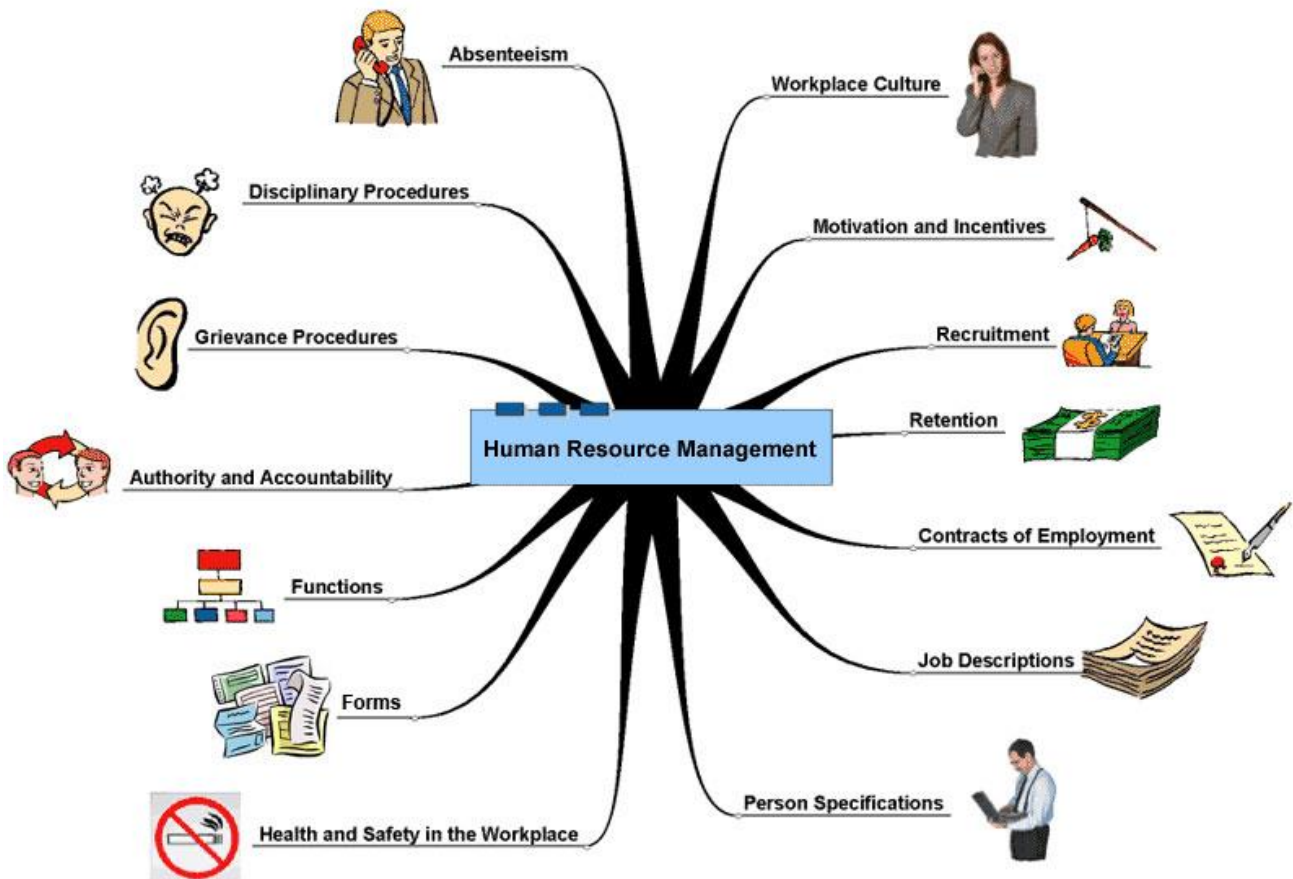 Absenteeism
Workplace Culture
Disciplinary Procedures
Motivation and Incentives
Grievance Procedures
Recruitment
Retention
Human Resource Management
Authority and Accountability
Contracts of Employment
Functions
Job Descriptions
Forms
Person Specifications
Health and Safety in the Workplace